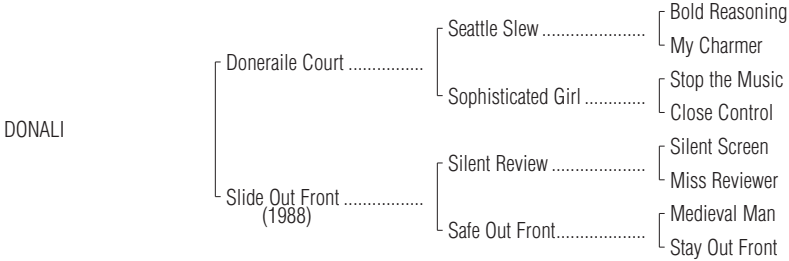 Bold Reasoning
Seattle Slew ......................
My Charmer
Doneraile Court ................
Stop the Music
Sophisticated Girl .............
Close Control
DONALI
Silent Screen
Silent Review ....................
Miss Reviewer
Slide Out Front .................
(1988)
Medieval Man
Safe Out Front...................
Stay Out Front